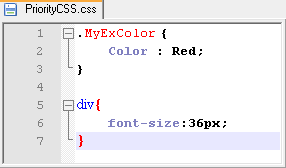 PriorityCSS.css
1 .MyExColor {
2 Color : Red;
3 }
4
5 div{
6 font-size:36px;
7 }